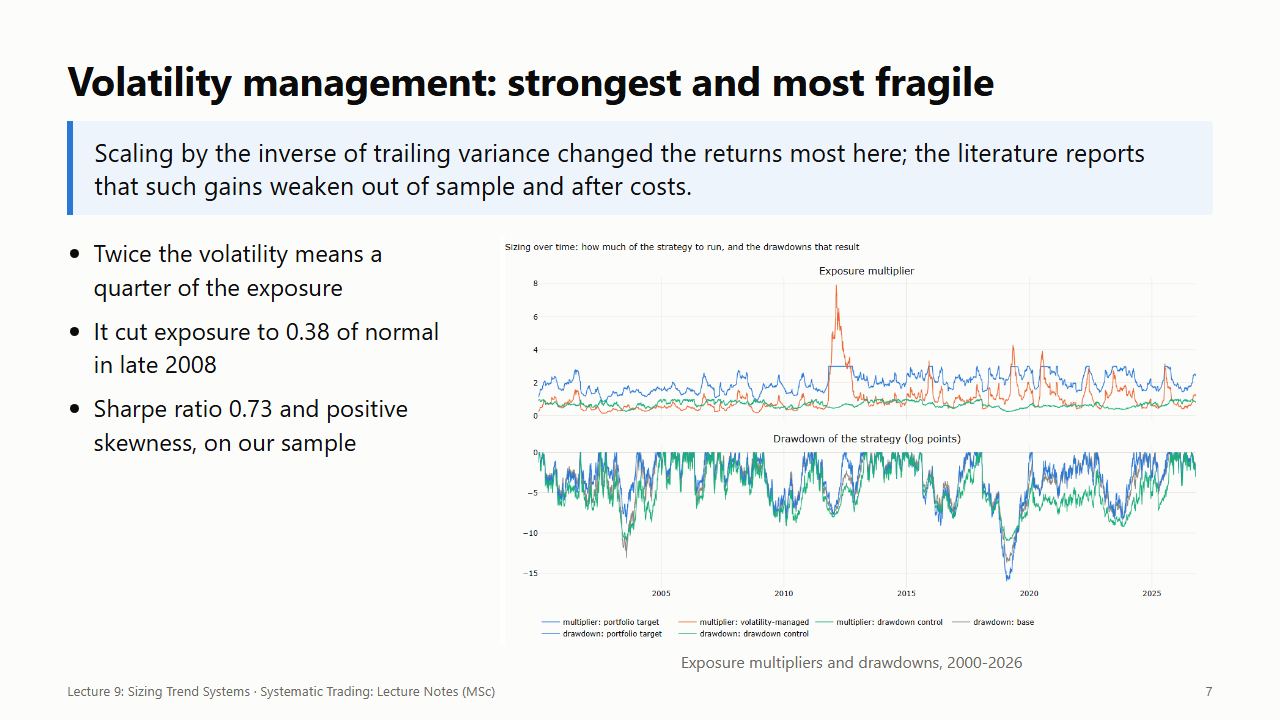 Volatility management: strongest and most fragile
Scaling by the inverse of trailing variance changed the returns most here; the literature reports
that such gains weaken out of sample and after costs.
• Twice the volatility means a
quarter of the exposure
• It cut exposure to 0.38 of normal
in late 2008
• Sharpe ratio 0.73 and positive
skewness, on our sample
Sizing over time: how much of the strategy to run, and the drawdowns that result
Exposure multiplier
8
6
4
2
0
Drawdown of the strategy (log points)
0
−5
−10
−15
2005 2010 2015 2020 2025
multiplier: portfolio target multiplier: volatility-managed multiplier: drawdown control drawdown: base
drawdown: portfolio target drawdown: drawdown control
Exposure multipliers and drawdowns, 2000-2026
Lecture 9: Sizing Trend Systems · Systematic Trading: Lecture Notes (MSc) 7